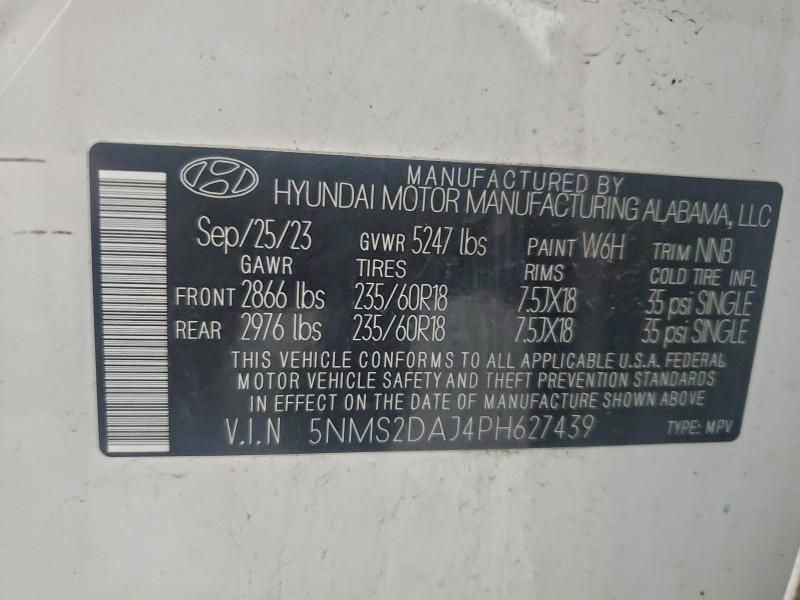 MANUFACTURED BY
HYUNDAI MOTOR MANUFACTURING ALABAMA, LLC
Sep/25/23 GVWR 5247 lbs PAINT W6H TRIM NNB
GAWR TIRES RIMS COLD TIRE INFL
FRONT 2866 lbs 235/60R18 7.5JX18 35 psi SINGLE
REAR 2976 lbs 235/60R18 7.5JX18 35 psi SINGLE
THIS VEHICLE CONFORMS TO ALL APPLICABLE U.S.A. FEDERAL
MOTOR VEHICLE SAFETY AND THEFT PREVENTION STANDARDS
IN EFFECT ON THE DATE OF MANUFACTURE SHOWN ABOVE
V.I.N 5NMS2DAJ4PH627439 TYPE: MPV